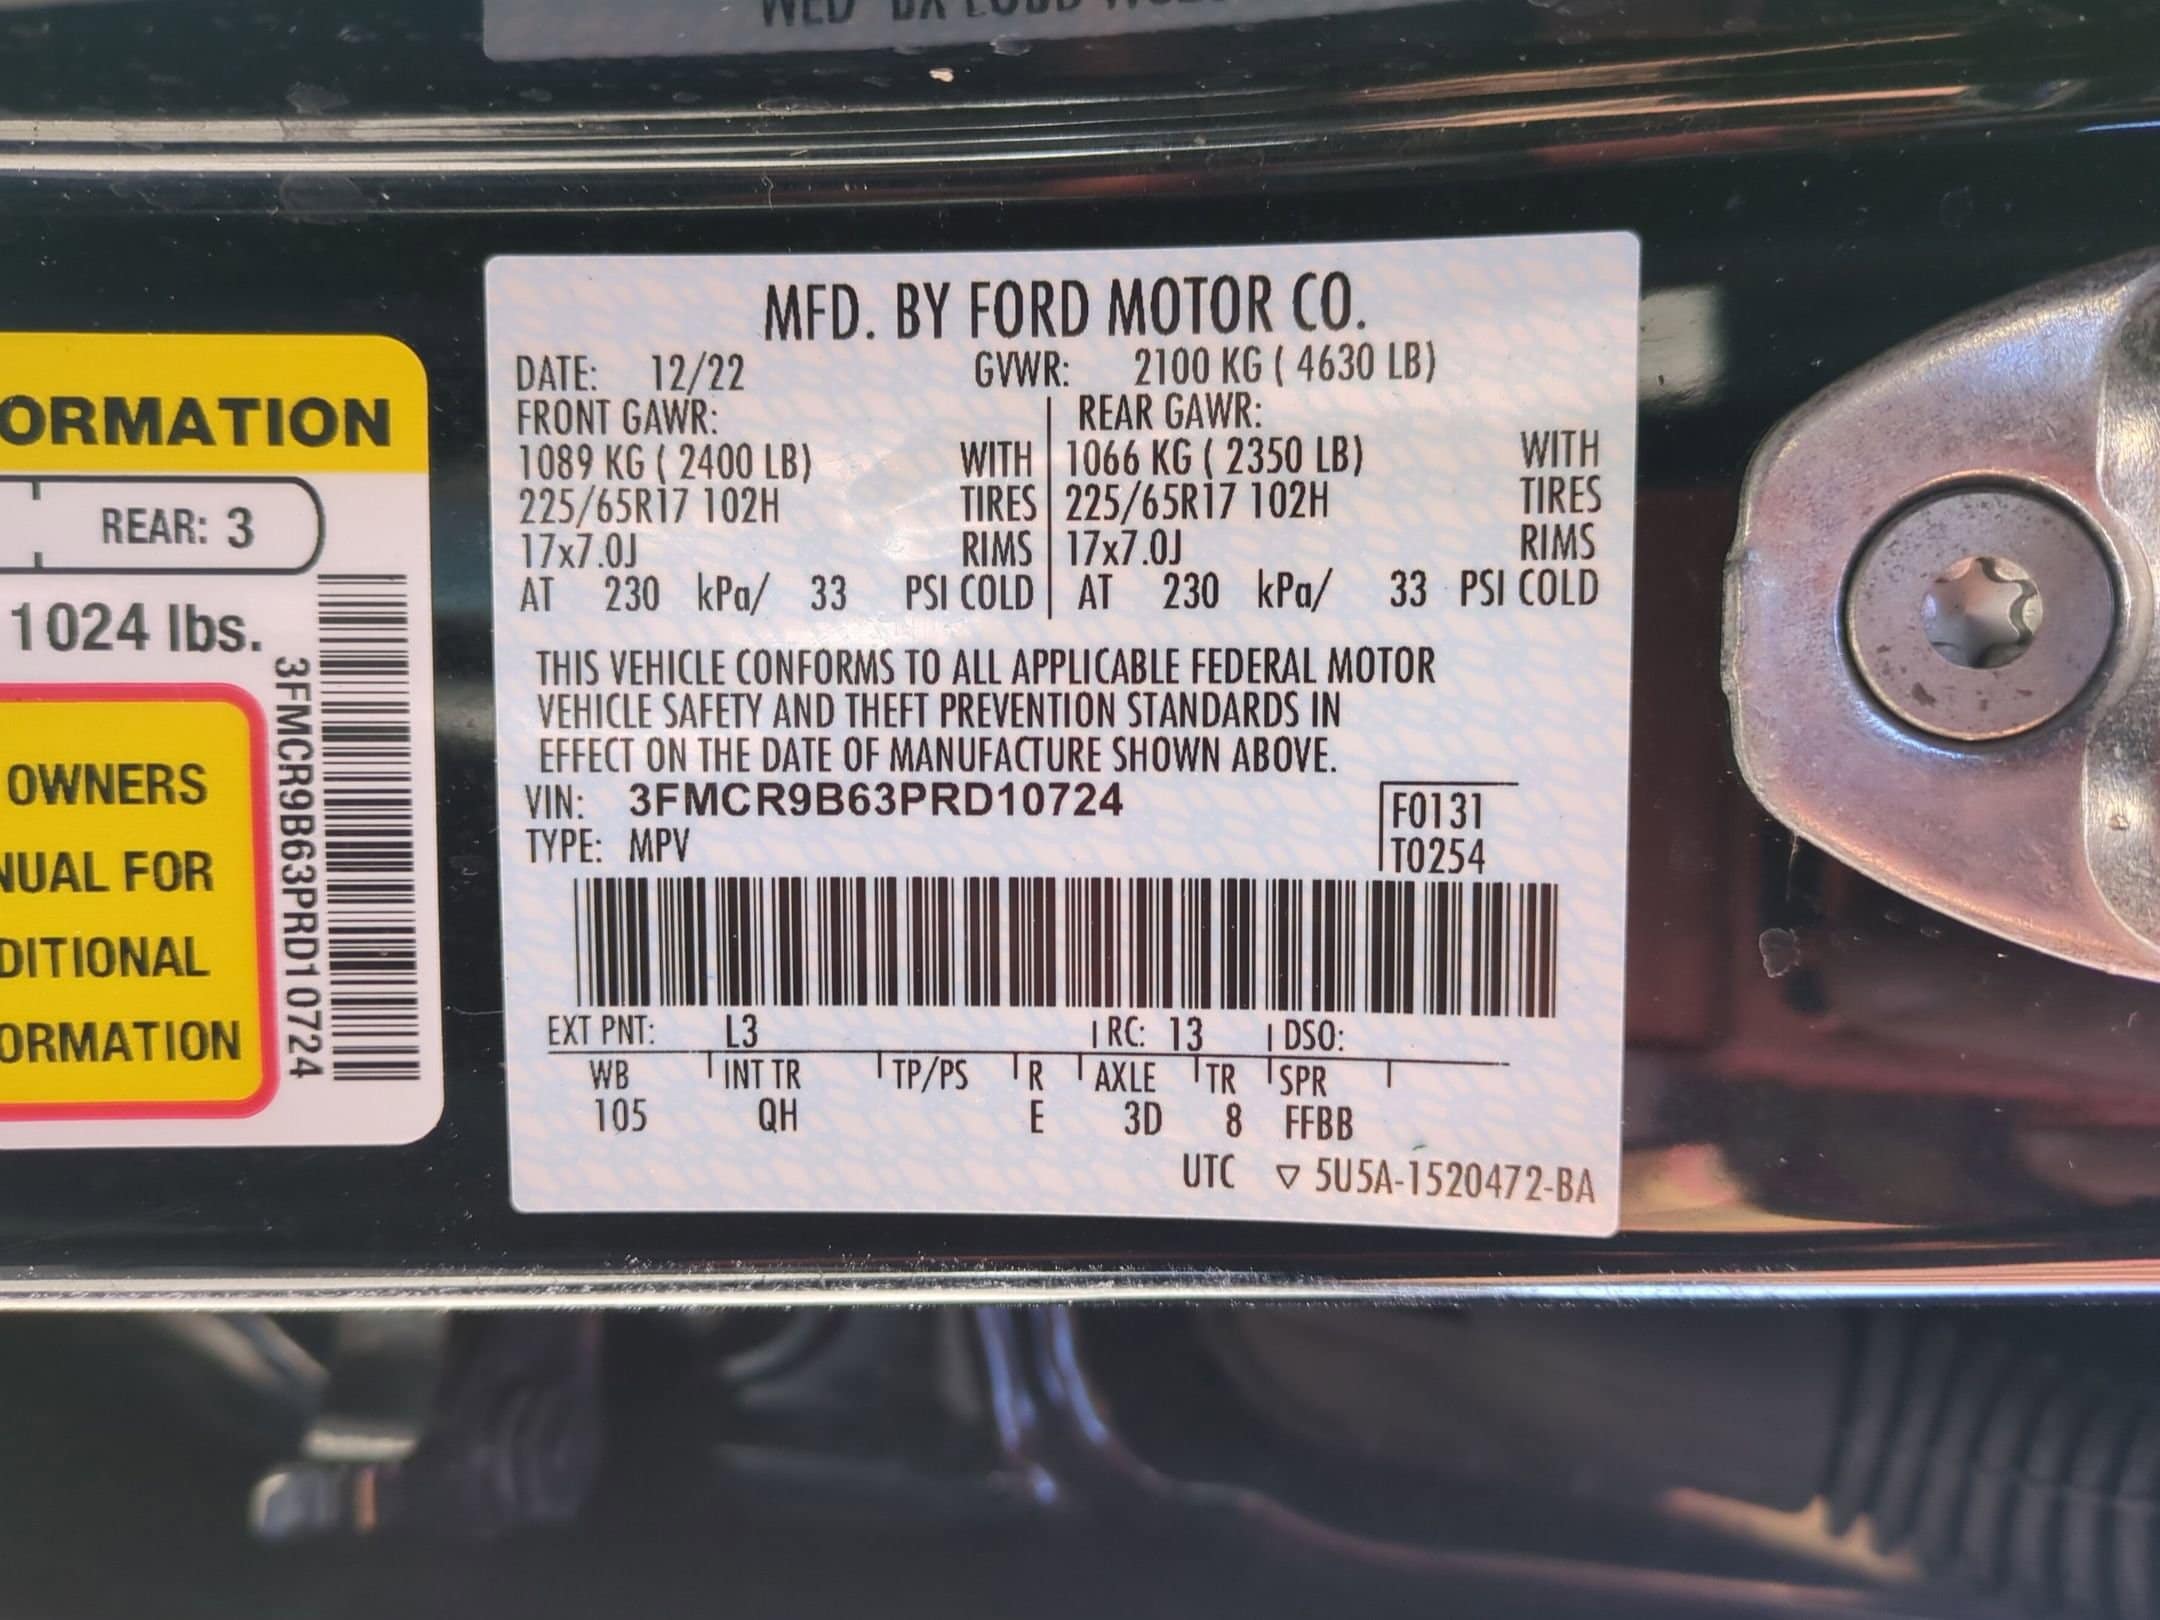 ORMATION
REAR: 3
1024 lbs.
OWNERS
NUAL FOR
DITIONAL
ORMATION
3FMCR9B63PRD10724
MFD. BY FORD MOTOR CO.
DATE: 12/22 GVWR: 2100 KG ( 4630 LB)
FRONT GAWR: REAR GAWR:
1089 KG ( 2400 LB) WITH 1066 KG ( 2350 LB) WITH
225/65R17 102H TIRES 225/65R17 102H TIRES
17x7.0J RIMS 17x7.0J RIMS
AT 230 kPa/ 33 PSI COLD AT 230 kPa/ 33 PSI COLD
THIS VEHICLE CONFORMS TO ALL APPLICABLE FEDERAL MOTOR
VEHICLE SAFETY AND THEFT PREVENTION STANDARDS IN
EFFECT ON THE DATE OF MANUFACTURE SHOWN ABOVE.
VIN: 3FMCR9B63PRD10724 F0131
TYPE: MPV T0254
EXT PNT: L3 RC: 13 DSO:
WB INT TR TP/PS R AXLE TR SPR
105 QH E 3D 8 FFBB
UTC ▽ 5U5A-1520472-BA